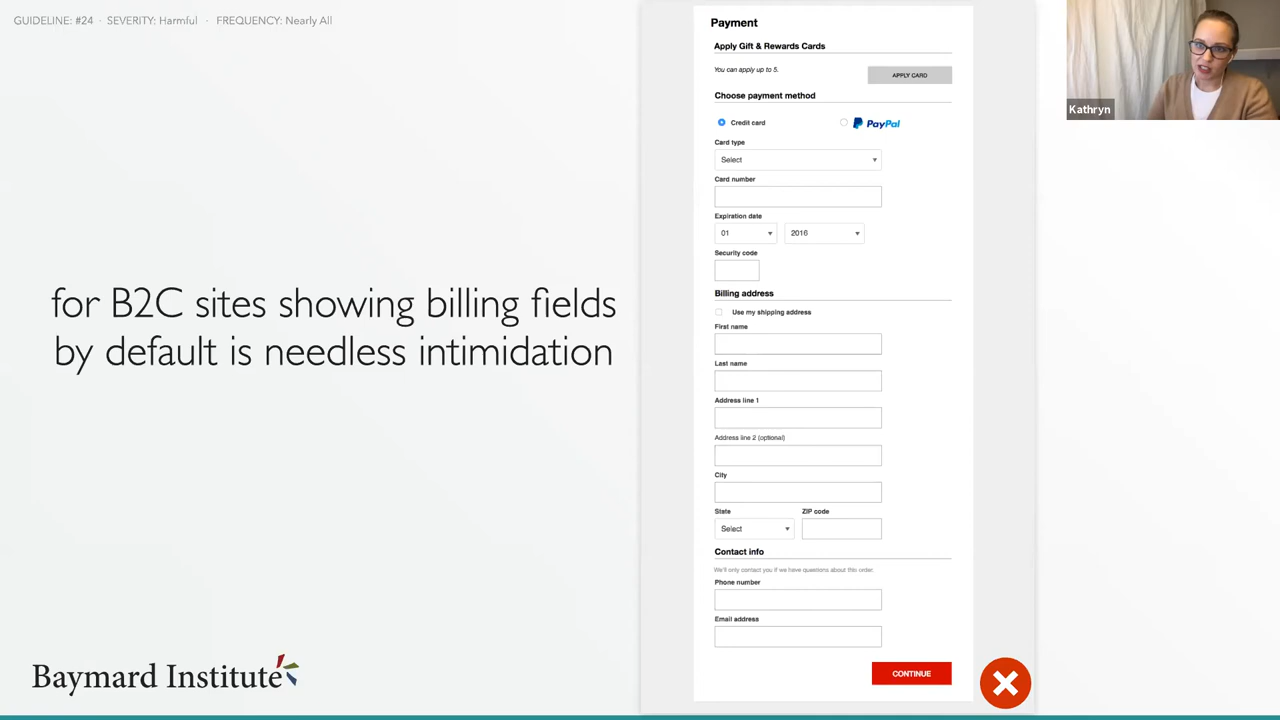 GUIDELINE: #24 · SEVERITY: Harmful · FREQUENCY: Nearly All
for B2C sites showing billing fields
by default is needless intimidation
Baymard Institute
Payment
Apply Gift & Rewards Cards
You can apply up to 5.
APPLY CARD
Choose payment method
Credit card
PayPal
Card type
Select
Card number
Expiration date
01
2016
Security code
Billing address
Use my shipping address
First name
Last name
Address line 1
Address line 2 (optional)
City
State
ZIP code
Select
Contact info
We'll only contact you if we have questions about this order.
Phone number
Email address
CONTINUE
Kathryn